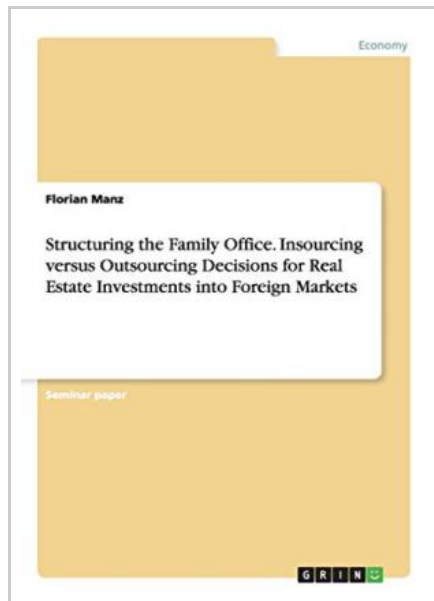 Economy
Florian Manz
Structuring the Family Office. Insourcing
versus Outsourcing Decisions for Real
Estate Investments into Foreign Markets
Seminar paper
GRIN